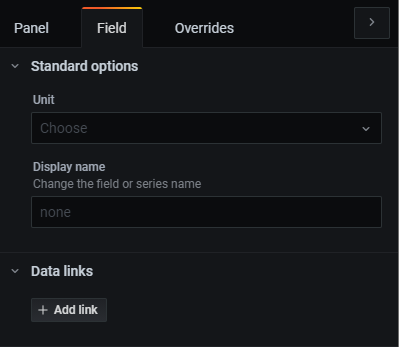 Panel Field Overrides
Standard options
Unit
Choose
Display name
Change the field or series name
none
Data links
+ Add link